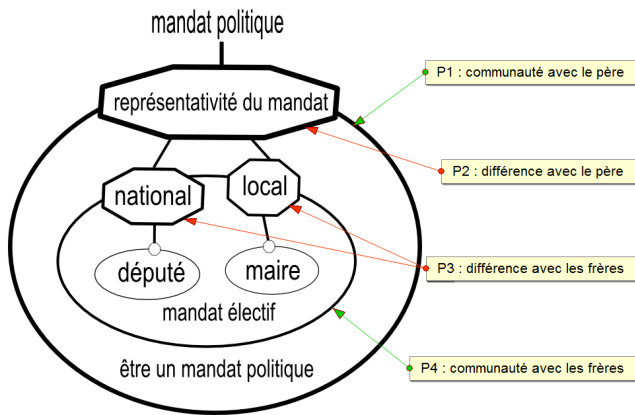 mandat politique
P1 : communauté avec le père
représentativité du mandat
P2 : différence avec le père
national
local
P3 : différence avec les frères
député
maire
mandat électif
être un mandat politique
P4 : communauté avec les frères